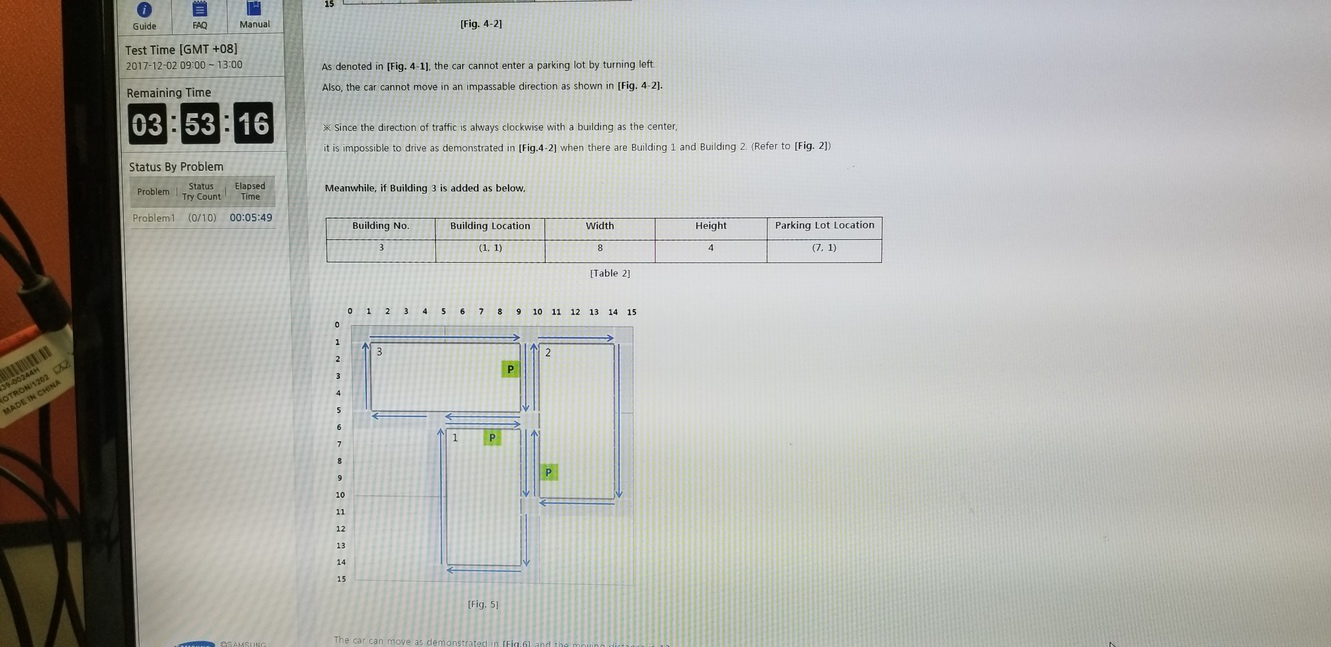 15
[Fig. 4-2]
Guide FAQ Manual
Test Time [GMT +08]
2017-12-02 09:00 ~ 13:00
Remaining Time
03 : 53 : 16
Status By Problem
Problem Status Try Count Elapsed Time
Problem1 (0/10) 00:05:49
As denoted in [Fig. 4-1], the car cannot enter a parking lot by turning left.
Also, the car cannot move in an impassable direction as shown in [Fig. 4-2].
※ Since the direction of traffic is always clockwise with a building as the center,
it is impossible to drive as demonstrated in [Fig.4-2] when there are Building 1 and Building 2. (Refer to [Fig. 2])
Meanwhile, if Building 3 is added as below,
Building No. Building Location Width Height Parking Lot Location
3 (1, 1) 8 4 (7, 1)
[Table 2]
0 1 2 3 4 5 6 7 8 9 10 11 12 13 14 15
0
1
2
3
4
5
6
7
8
9
10
11
12
13
14
15
3
P
2
1
P
P
[Fig. 5]
The car can move as demonstrated in [Fig.6] and the moving
SAMSUNG
MADE IN CHINA